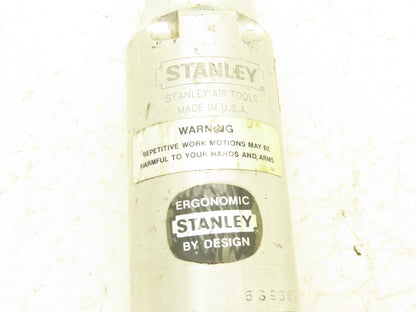 STANLEY
STANLEY AIR TOOLS
MADE IN U.S.A.
WARNING
REPETITIVE WORK MOTIONS MAY BE
HARMFUL TO YOUR HANDS AND ARMS
ERGONOMIC
STANLEY
BY DESIGN